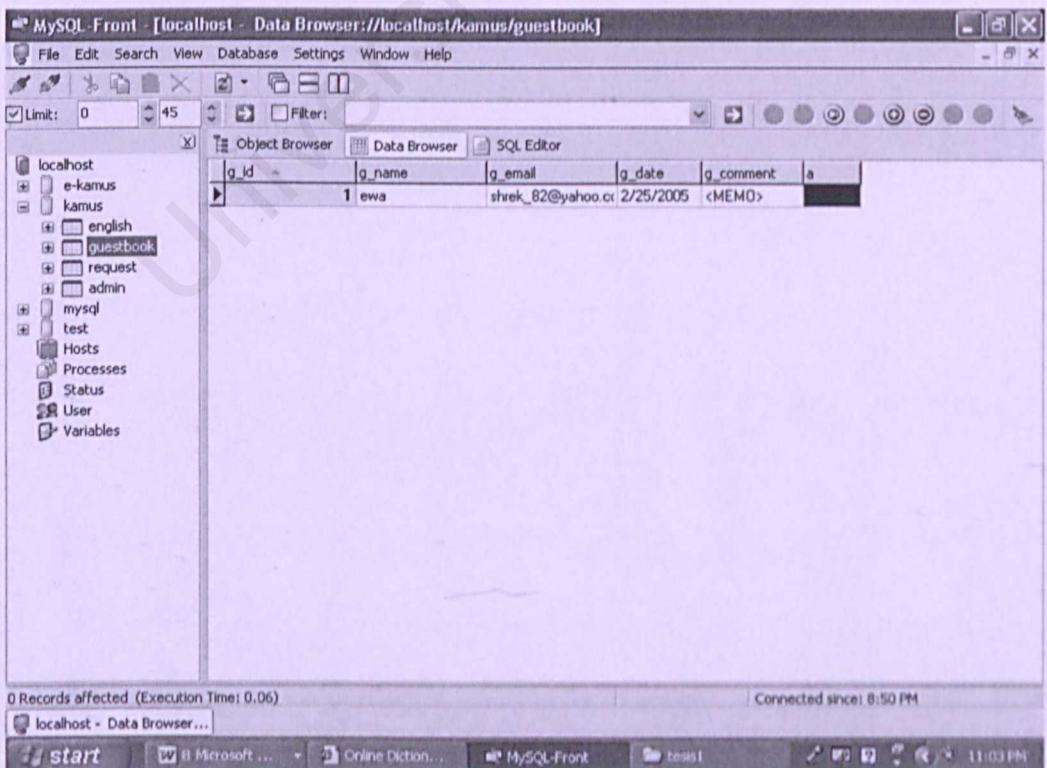 MySQL-Front - [localhost - Data Browser://localhost/kamus/guestbook]
File Edit Search View Database Settings Window Help
Limit: 0 45 Filter:
Object Browser Data Browser SQL Editor
localhost
e-kamus
kamus
english
guestbook
request
admin
mysql
test
Hosts
Processes
Status
User
Variables
g_id g_name g_email g_date g_comment a
1 ewa shrek_82@yahoo.co 2/25/2005 <MEMO>
0 Records affected (Execution Time: 0.06) Connected since: 8:50 PM
localhost - Data Browser...
start 8 Microsoft ... Online Diction... MySQL-Front tesis1 11:03 PM